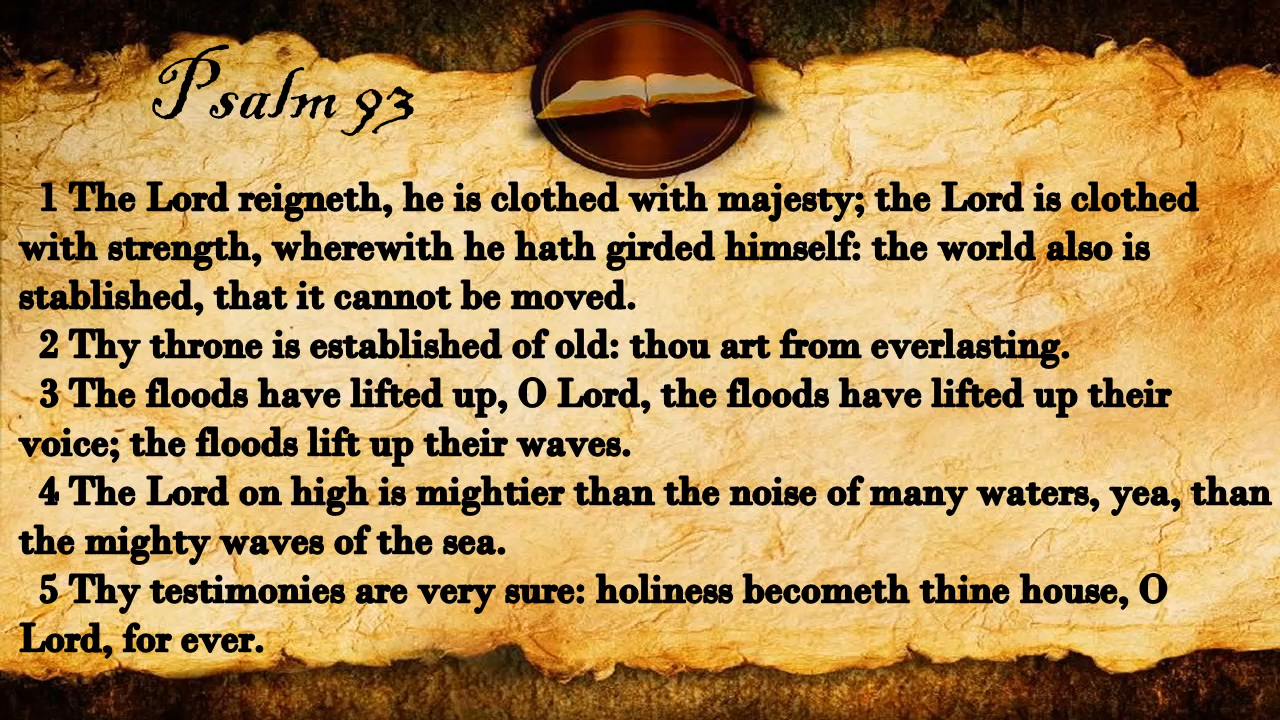 Psalm 93
1 The Lord reigneth, he is clothed with majesty; the Lord is clothed
with strength, wherewith he hath girded himself: the world also is
stablished, that it cannot be moved.
2 Thy throne is established of old: thou art from everlasting.
3 The floods have lifted up, O Lord, the floods have lifted up their
voice; the floods lift up their waves.
4 The Lord on high is mightier than the noise of many waters, yea, than
the mighty waves of the sea.
5 Thy testimonies are very sure: holiness becometh thine house, O
Lord, for ever.